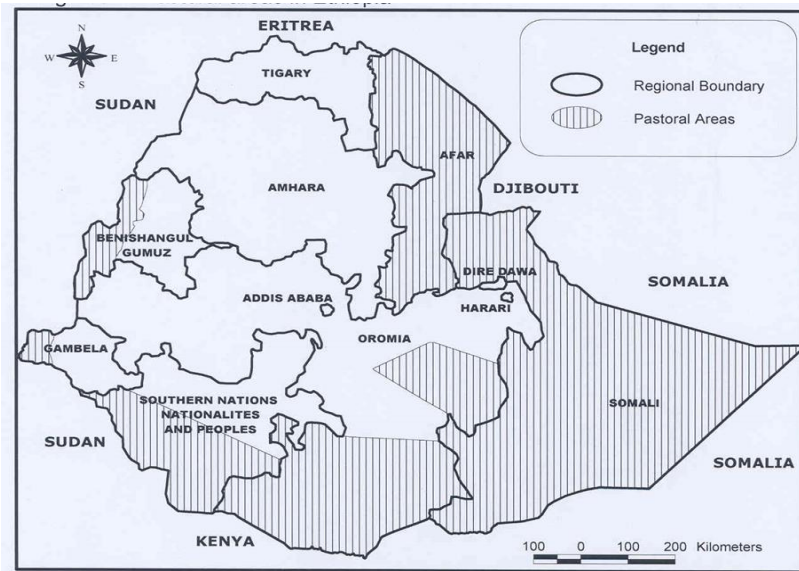 ERITREA
N
W E
S
TIGARY
SUDAN
Legend
Regional Boundary
Pastoral Areas
AFAR
DJIBOUTI
AMHARA
BENISHANGUL
GUMUZ
DIRE DAWA
SOMALIA
ADDIS ABABA
HARARI
OROMIA
GAMBELA
SOUTHERN NATIONS
NATIONALITES
AND PEOPLES
SOMALI
SUDAN
SOMALIA
KENYA
100 0 100 200 Kilometers